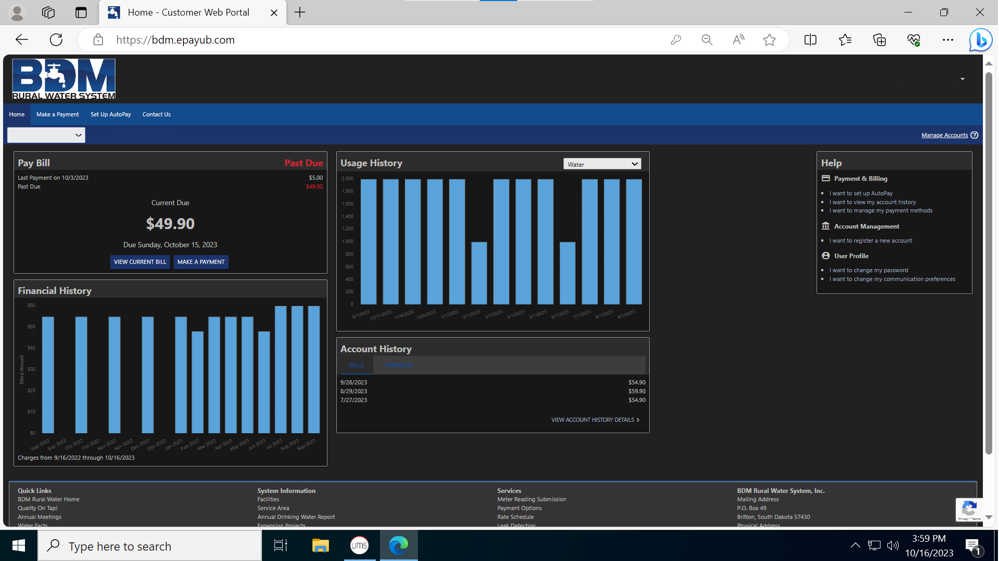 Home - Customer Web Portal
https://bdm.epayub.com
BDM
RURAL WATER SYSTEM
Home
Make a Payment
Set Up AutoPay
Contact Us
Manage Accounts
Pay Bill
Past Due
Last Payment on 10/3/2023
$5.00
Past Due
$49.90
Current Due
$49.90
Due Sunday, October 15, 2023
VIEW CURRENT BILL
MAKE A PAYMENT
Financial History
$60
$50
$40
$30
$20
$10
$0
Billed Amount
Sep 2022
Sep 2022
Oct 2022
Oct 2022
Nov 2022
Nov 2022
Dec 2022
Dec 2022
Jan 2023
Feb 2023
Mar 2023
Apr 2023
May 2023
Jun 2023
Jul 2023
Aug 2023
Sep 2023
Charges from 9/16/2022 through 10/16/2023
Usage History
Water
2,000
1,800
1,600
1,400
1,200
1,000
800
600
400
200
0
9/1/2022
10/11/2022
11/4/2022
12/6/2022
1/1/2023
2/1/2023
3/1/2023
4/1/2023
5/1/2023
6/1/2023
7/1/2023
8/1/2023
9/1/2023
Account History
BILLS
PAYMENTS
9/28/2023
$54.90
8/29/2023
$59.90
7/27/2023
$54.90
VIEW ACCOUNT HISTORY DETAILS >
Help
Payment & Billing
I want to set up AutoPay
I want to view my account history
I want to manage my payment methods
Account Management
I want to register a new account
User Profile
I want to change my password
I want to change my communication preferences
Quick Links
BDM Rural Water Home
Quality On Tap!
Annual Meetings
Water Facts
System Information
Facilities
Service Area
Annual Drinking Water Report
Expansion Projects
Services
Meter Reading Submission
Payment Options
Rate Schedule
Leak Detection
BDM Rural Water System, Inc.
Mailing Address
P.O. Box 49
Britton, South Dakota 57430
Physical Address
Privacy - Terms
Type here to search
ums
3:59 PM
10/16/2023
1